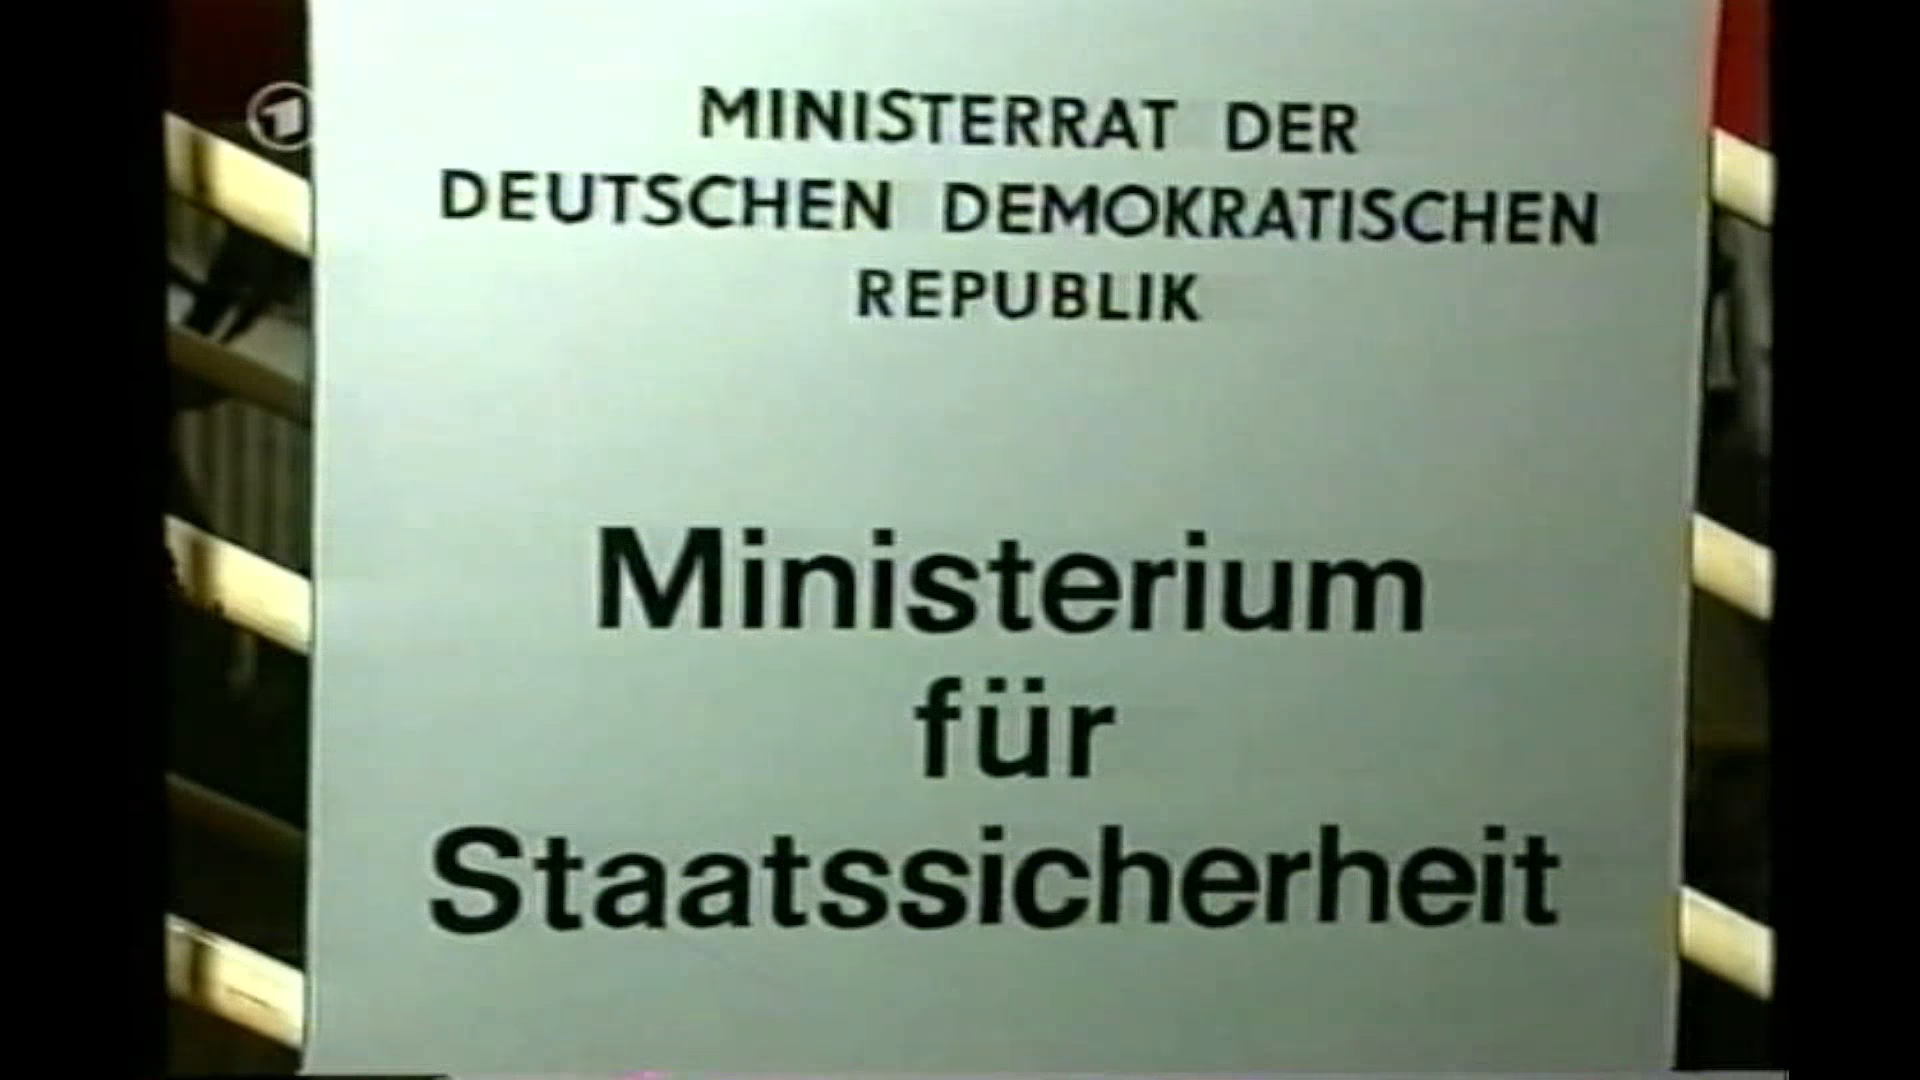 MINISTERRAT DER
DEUTSCHEN DEMOKRATISCHEN
REPUBLIK
Ministerium
für
Staatssicherheit